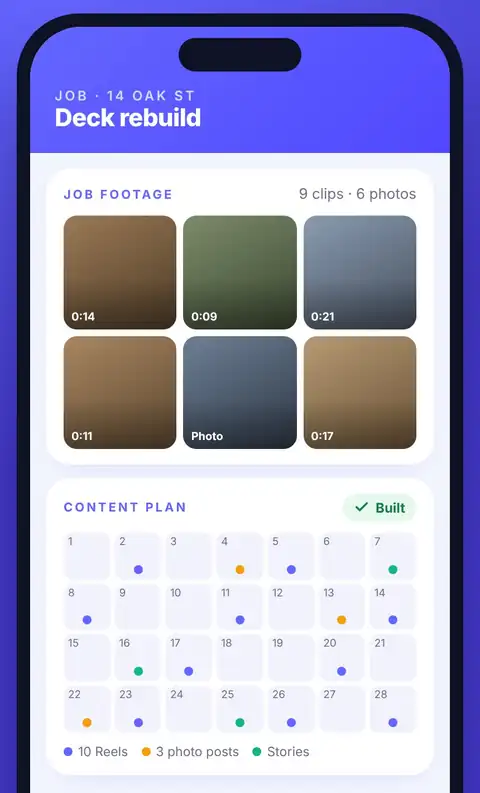 JOB · 14 OAK ST
Deck rebuild
JOB FOOTAGE 9 clips · 6 photos
0:14 0:09 0:21
0:11 Photo 0:17
CONTENT PLAN Built
1 2 3 4 5 6 7
8 9 10 11 12 13 14
15 16 17 18 19 20 21
22 23 24 25 26 27 28
10 Reels 3 photo posts Stories